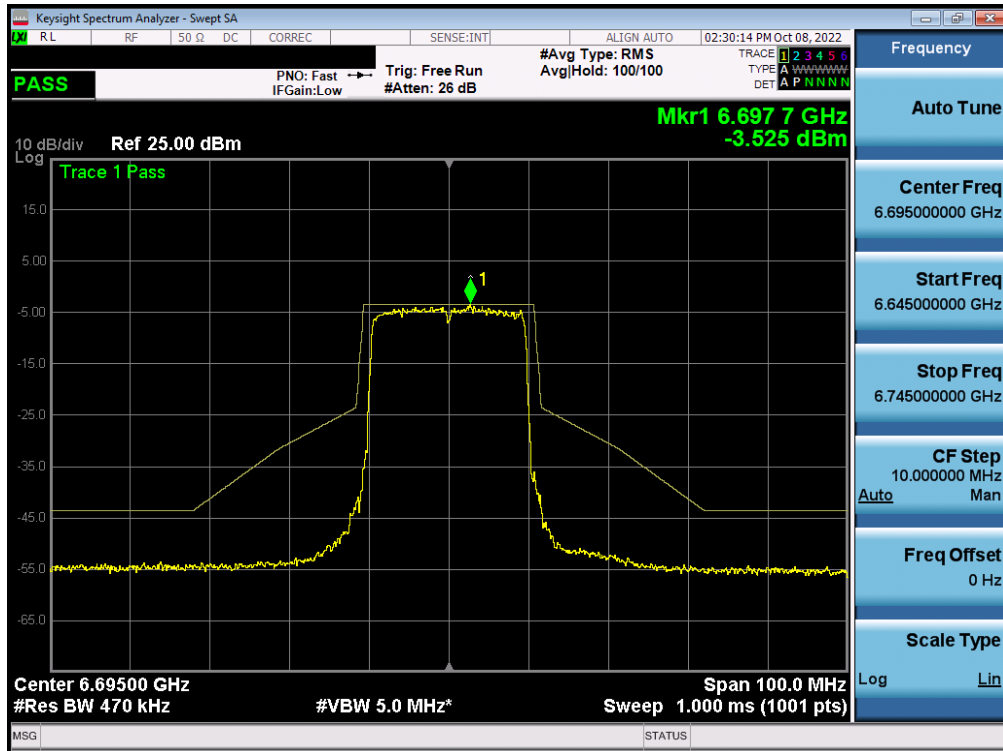 Keysight Spectrum Analyzer - Swept SA
LXI RL RF 50 Ω DC CORREC SENSE:INT ALIGN AUTO 02:30:14 PM Oct 08, 2022
PASS
PNO: Fast
IFGain:Low
Trig: Free Run
#Atten: 26 dB
#Avg Type: RMS
Avg|Hold: 100/100
TRACE 1 2 3 4 5 6
TYPE A WWWWW
DET A P N N N N
Mkr1 6.697 7 GHz
-3.525 dBm
10 dB/div Ref 25.00 dBm
Log
Trace 1 Pass
1
15.0
5.00
-5.00
-15.0
-25.0
-35.0
-45.0
-55.0
-65.0
Center 6.69500 GHz Span 100.0 MHz
#Res BW 470 kHz #VBW 5.0 MHz* Sweep 1.000 ms (1001 pts)
MSG STATUS
Frequency
Auto Tune
Center Freq
6.695000000 GHz
Start Freq
6.645000000 GHz
Stop Freq
6.745000000 GHz
CF Step
10.000000 MHz
Auto Man
Freq Offset
0 Hz
Scale Type
Log Lin